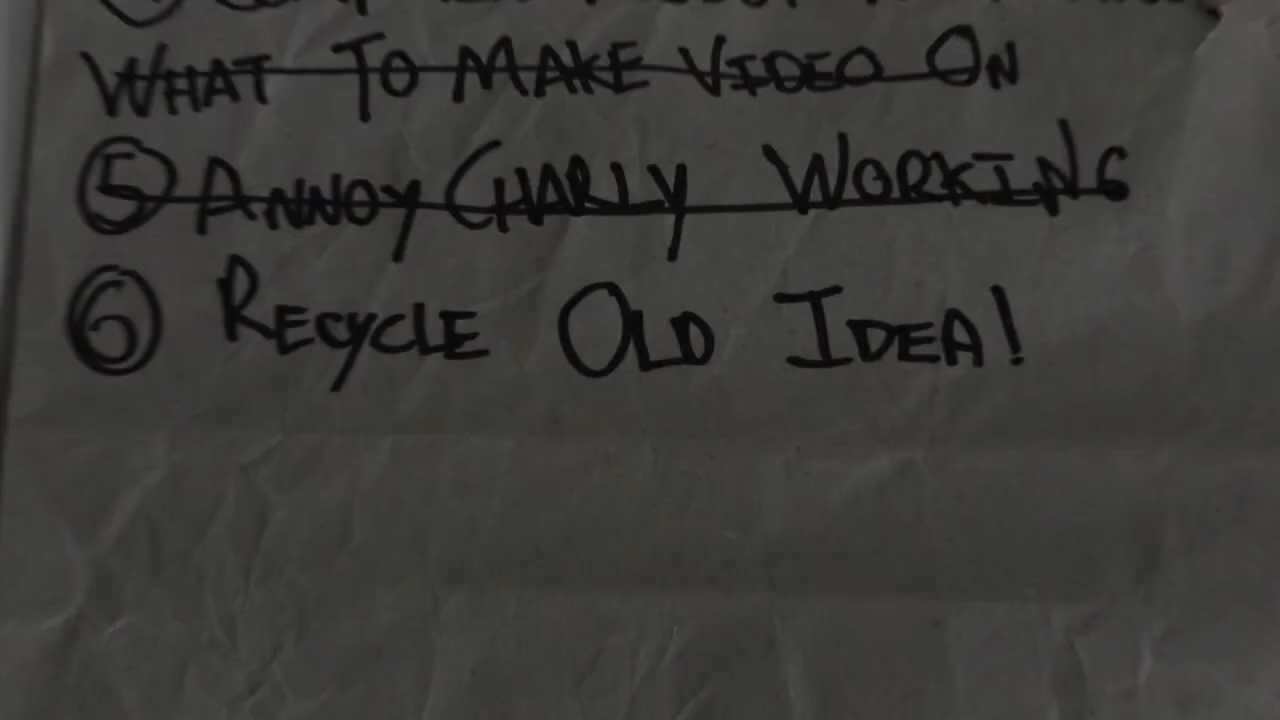 WHAT TO MAKE VIDEO ON
5 ANNOY CHARLY WORKING
6 RECYCLE OLD IDEA!